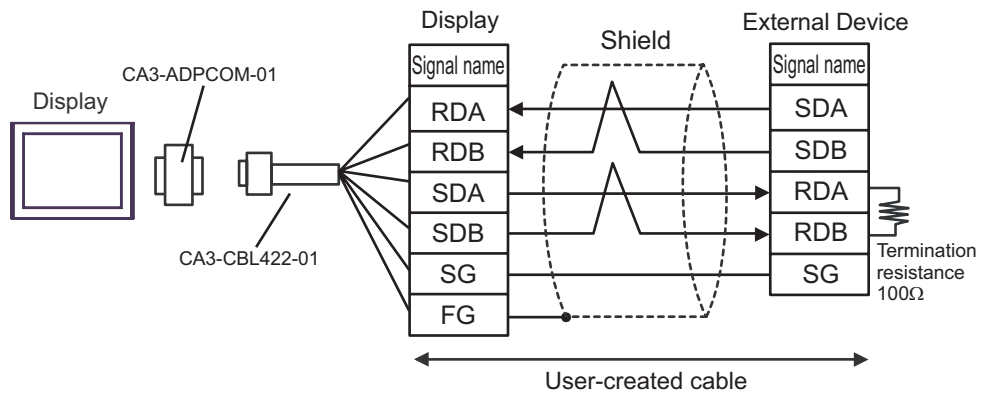 Display
External Device
Shield
CA3-ADPCOM-01
Display
CA3-CBL422-01
Signal name
RDA
RDB
SDA
SDB
SG
FG
Signal name
SDA
SDB
RDA
RDB
SG
Termination
resistance
100Ω
User-created cable